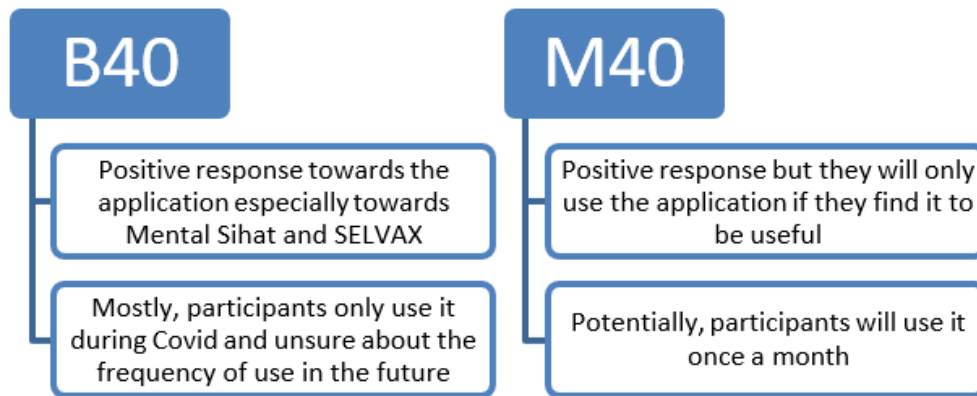 B40
Positive response towards the
application especially towards
Mental Sihat and SELVAX
Mostly, participants only use it
during Covid and unsure about the
frequency of use in the future
M40
Positive response but they will only
use the application if they find it to
be useful
Potentially, participants will use it
once a month